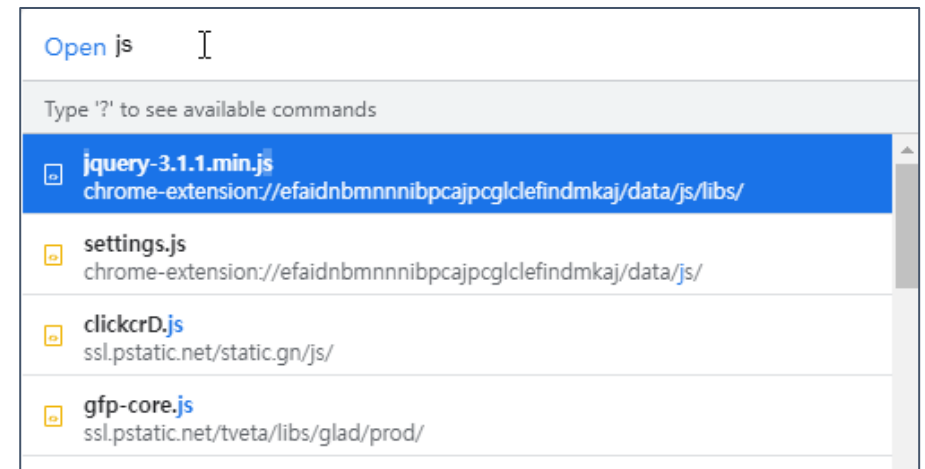 Open js
Type '?' to see available commands
jquery-3.1.1.min.js
chrome-extension://efaidnbmnnnibpcajpcglclefindmkaj/data/js/libs/
settings.js
chrome-extension://efaidnbmnnnibpcajpcglclefindmkaj/data/js/
clickcrD.js
ssl.pstatic.net/static.gn/js/
gfp-core.js
ssl.pstatic.net/tveta/libs/glad/prod/